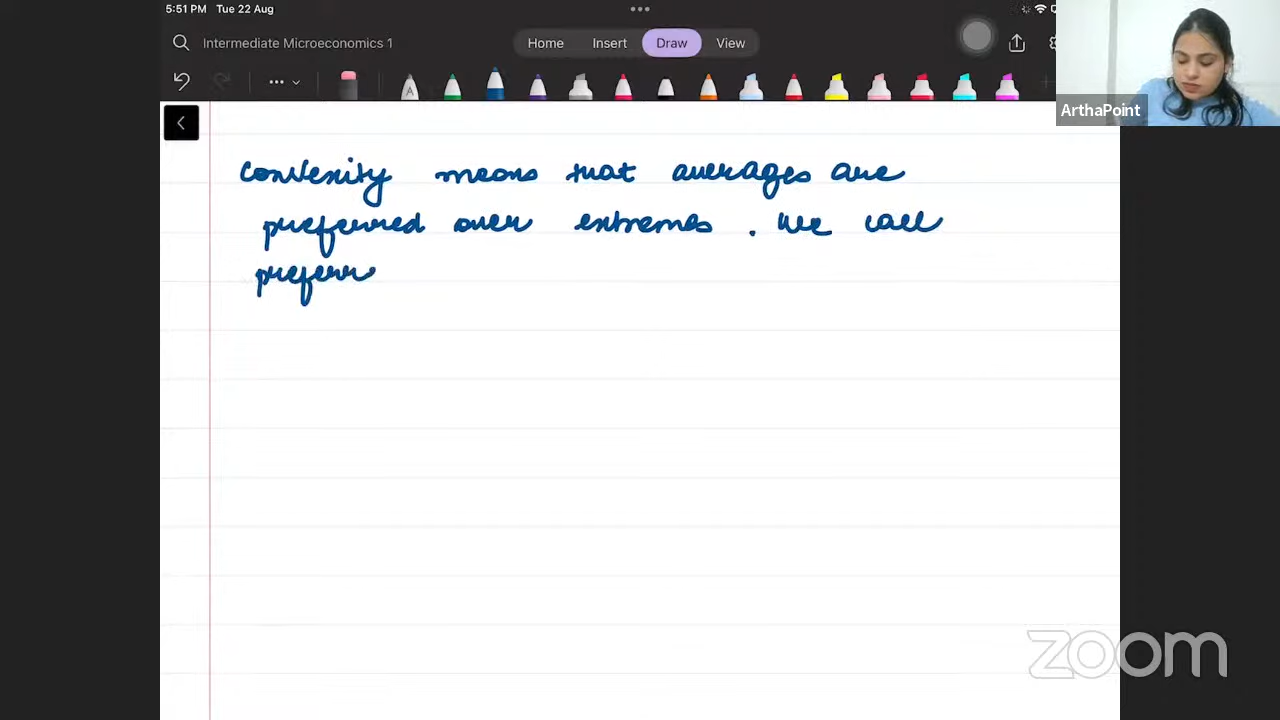 5:51 PM Tue 22 Aug
Intermediate Microeconomics 1
Home Insert Draw View
A
ArthaPoint
convexity means that averages are
preferred over extremes . We call
preferr
zoom